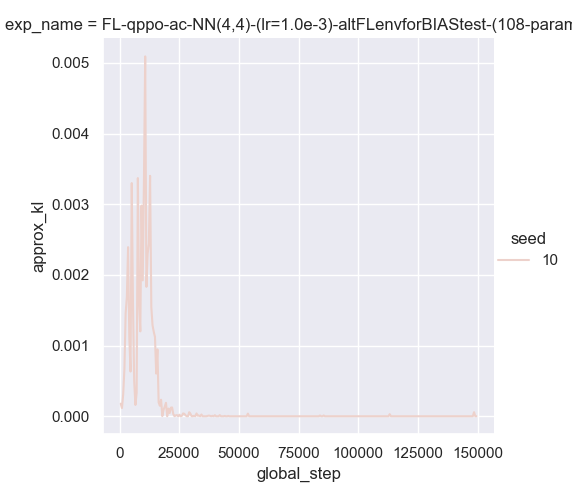 exp_name = FL-qppo-ac-NN(4,4)-(lr=1.0e-3)-altFLenvforBIAStest-(108-param
0.005
0.004
0.003
0.002
0.001
0.000
approx_kl
seed
10
0 25000 50000 75000 100000 125000 150000
global_step